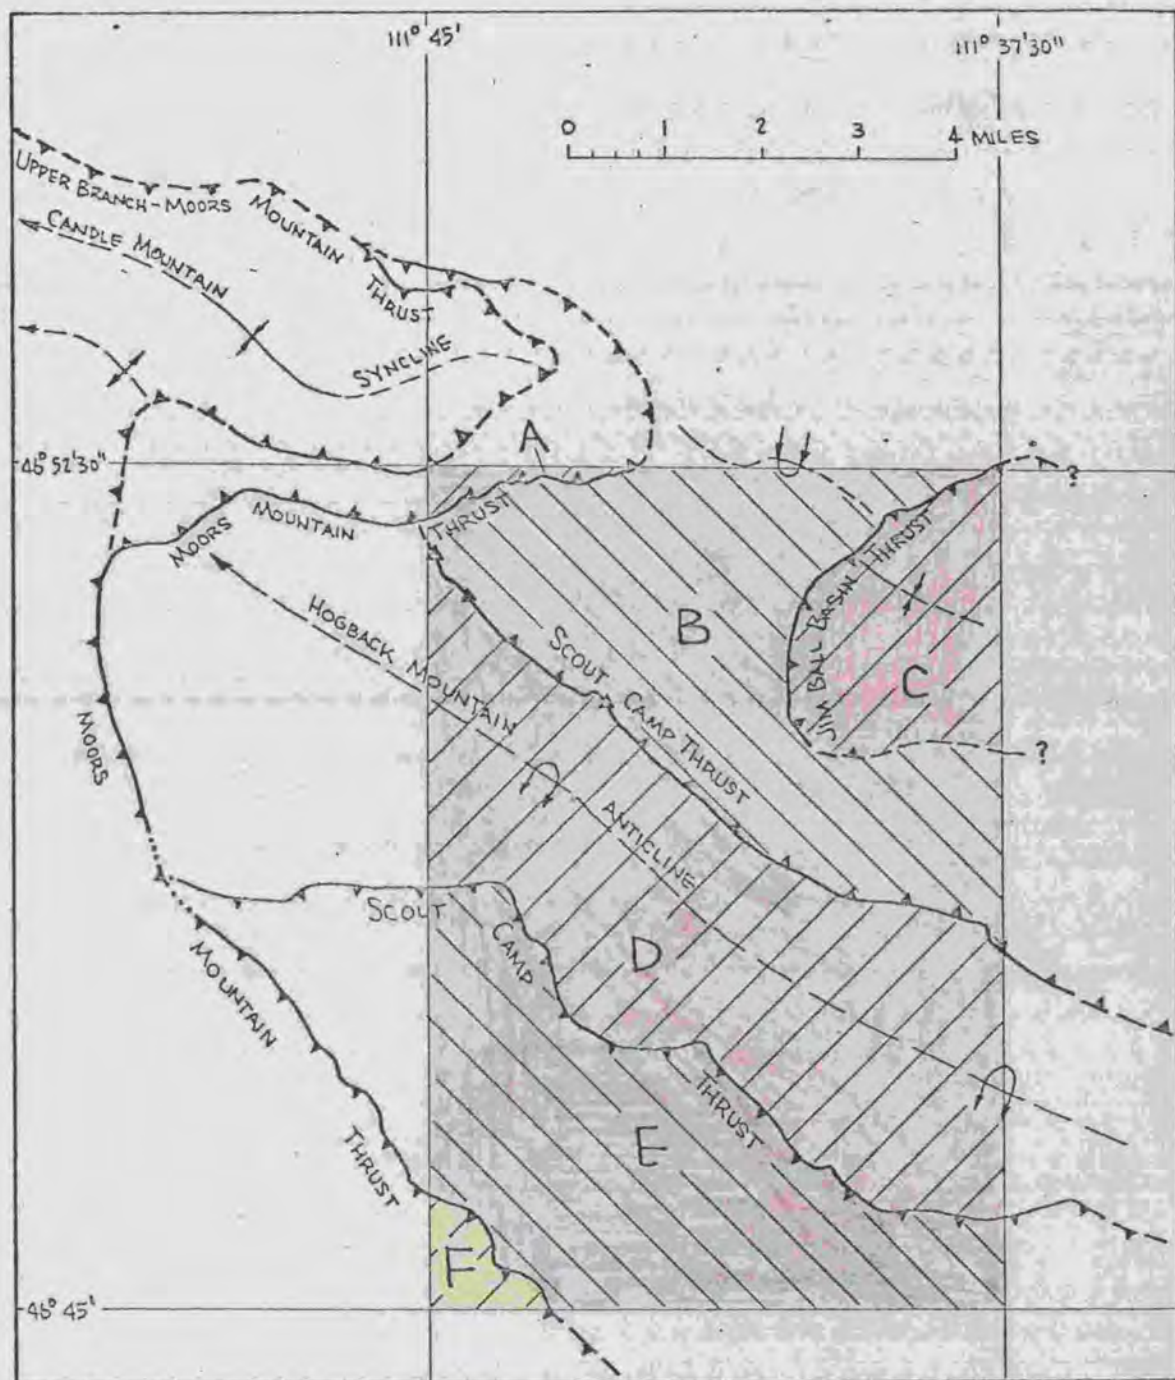 111° 45'
111° 37'30"
0 1 2 3 4 MILES
UPPER BRANCH-MOORS MOUNTAIN THRUST
CANDLE MOUNTAIN SYNCLINE
A
46° 52'30"
?
MOORS MOUNTAIN THRUST
JIM BALL BASIN THRUST
HOGBACK MOUNTAIN ANTICLINE
SCOUT CAMP THRUST
B
C
?
MOORS MOUNTAIN THRUST
SCOUT CAMP THRUST
D
E
F
46° 45'